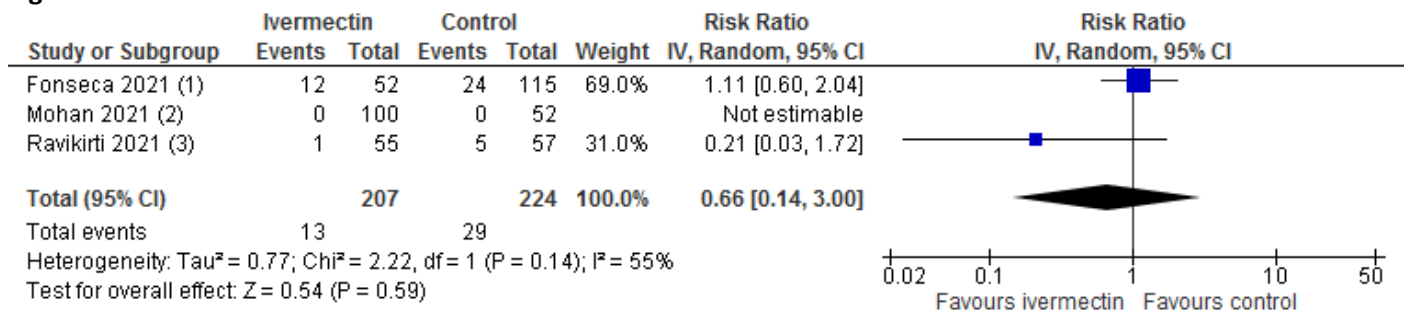 Ivermectin Control Risk Ratio Risk Ratio
Study or Subgroup Events Total Events Total Weight IV, Random, 95% CI IV, Random, 95% CI
Fonseca 2021 (1) 12 52 24 115 69.0% 1.11 [0.60, 2.04]
Mohan 2021 (2) 0 100 0 52 Not estimable
Ravikirti 2021 (3) 1 55 5 57 31.0% 0.21 [0.03, 1.72]
Total (95% CI) 207 224 100.0% 0.66 [0.14, 3.00]
Total events 13 29
Heterogeneity: Tau² = 0.77; Chi² = 2.22, df = 1 (P = 0.14); I² = 55%
Test for overall effect: Z = 0.54 (P = 0.59)
0.02 0.1 1 10 50
Favours ivermectin Favours control